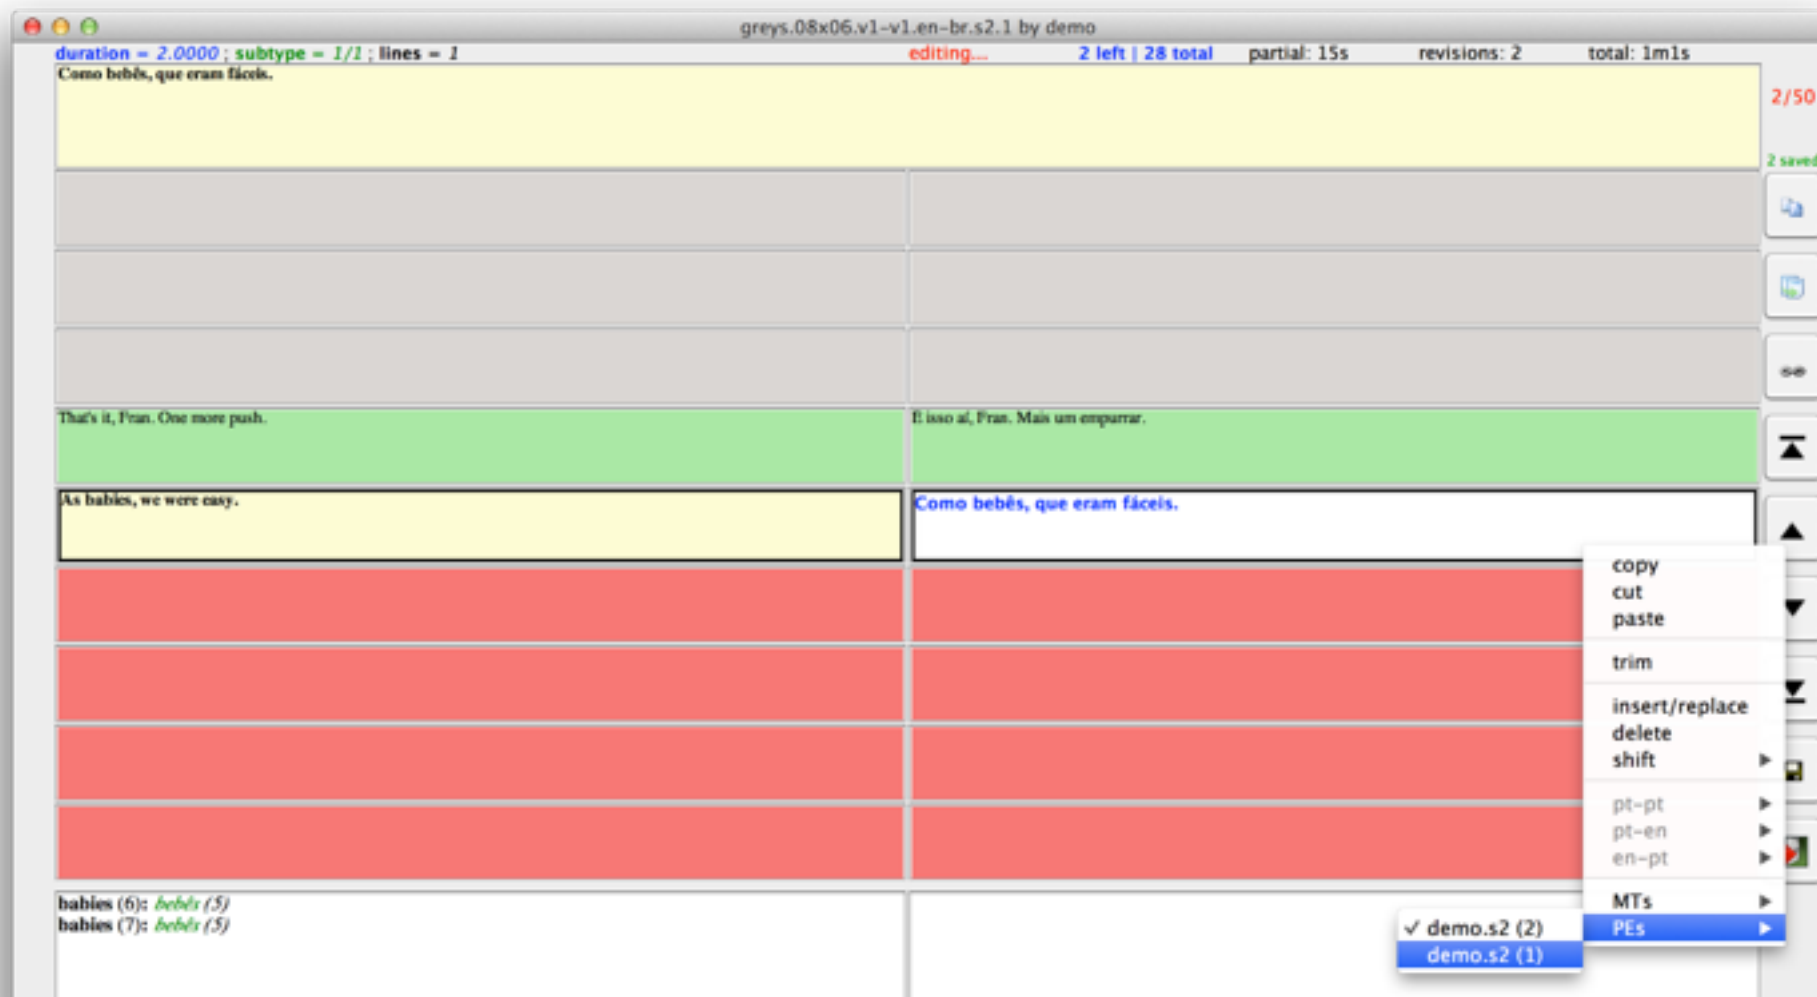 greys.08x06.v1-v1.en-br.s2.1 by demo
duration = 2.0000 ; subtype = 1/1 ; lines = 1 editing... 2 left | 28 total partial: 15s revisions: 2 total: 1m1s
Como bebês, que eram fáceis.
2/50
2 saved
That's it, Fran. One more push.
É isso aí, Fran. Mais um empurrar.
As babies, we were easy.
Como bebês, que eram fáceis.
copy
cut
paste
trim
insert/replace
delete
shift
pt-pt
pt-en
en-pt
MTs
PEs
demo.s2 (2)
demo.s2 (1)
babies (6): bebês (5)
babies (7): bebês (5)